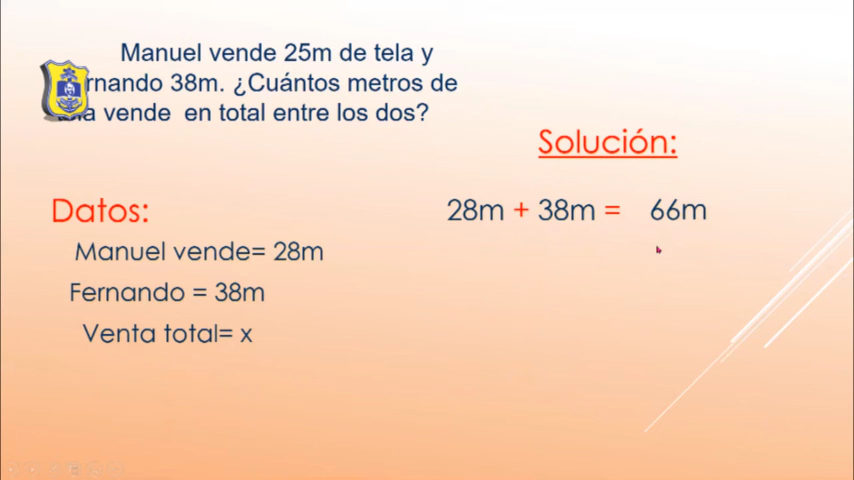 Manuel vende 25m de tela y
rnando 38m. ¿Cuántos metros de
vende en total entre los dos?
Solución:
Datos:
28m + 38m = 66m
Manuel vende= 28m
Fernando = 38m
Venta total= x